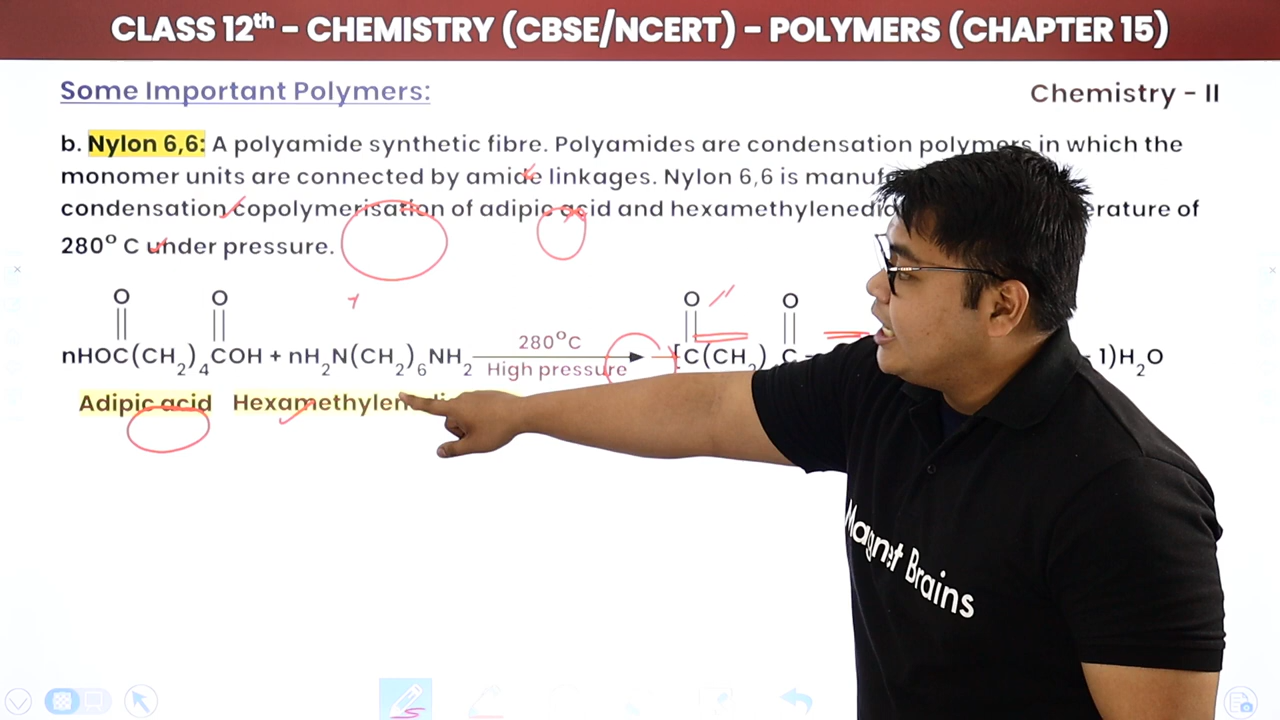 CLASS 12th - CHEMISTRY (CBSE/NCERT) - POLYMERS (CHAPTER 15)
Some Important Polymers:
Chemistry - II
b. Nylon 6,6: A polyamide synthetic fibre. Polyamides are condensation polymers in which the
monomer units are connected by amide linkages. Nylon 6,6 is
condensation copolymerisation of adipic acid and of
280° C under pressure.
O O O O
nHOC(CH₂)₄COH + nH₂N(CH₂)₆NH₂ 280°C High pressure [C(CH₂) C - 1)H₂O
Adipic acid
Magnet Brains